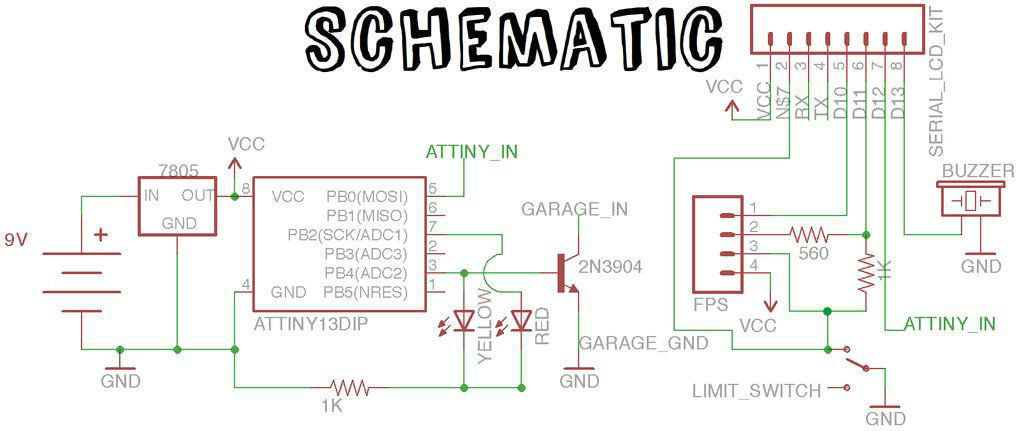 SCHEMATIC
SERIAL_LCD_KIT
1 2 3 4 5 6 7 8
VCC N$7 RX TX D10 D11 D12 D13
VCC
9V
7805
IN OUT
GND
VCC
8 VCC
4 GND
PB0(MOSI) 5
PB1(MISO) 6
PB2(SCK/ADC1) 7
PB3(ADC3) 2
PB4(ADC2) 3
PB5(NRES) 1
ATTINY13DIP
ATTINY_IN
GARAGE_IN
2N3904
YELLOW
RED
GARAGE_GND
GND
GND
1K
1
2
3
4
FPS
VCC
560
1K
BUZZER
GND
ATTINY_IN
LIMIT_SWITCH
GND